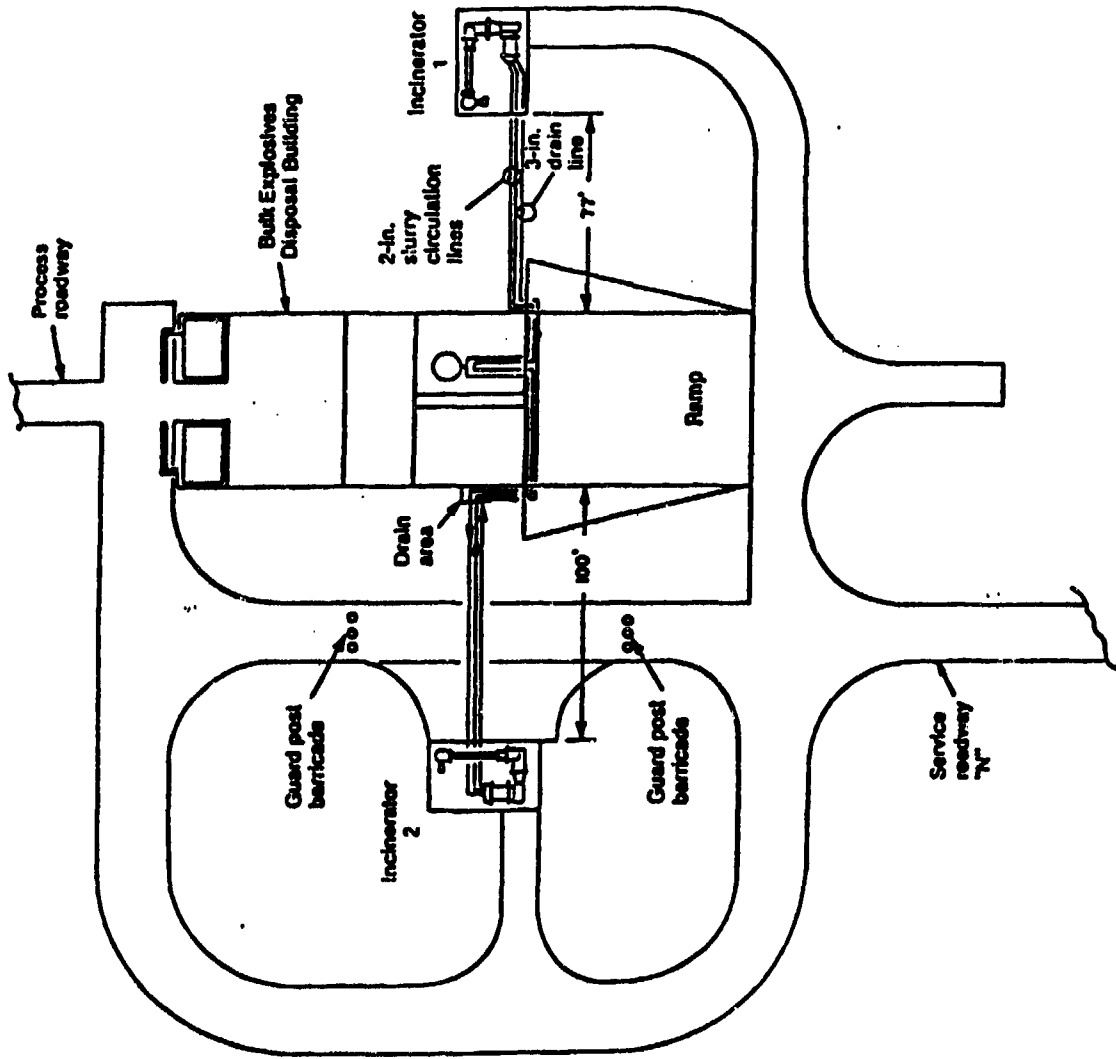 Process
roadway
Bulk Explosives
Disposal Building
Incinerator
1
2-in.
slurry
circulation
lines
3-in.
drain
line
77'
Ramp
Drain
area
100'
Guard post
barricade
Incinerator
2
Guard post
barricade
Service
roadway
"N"